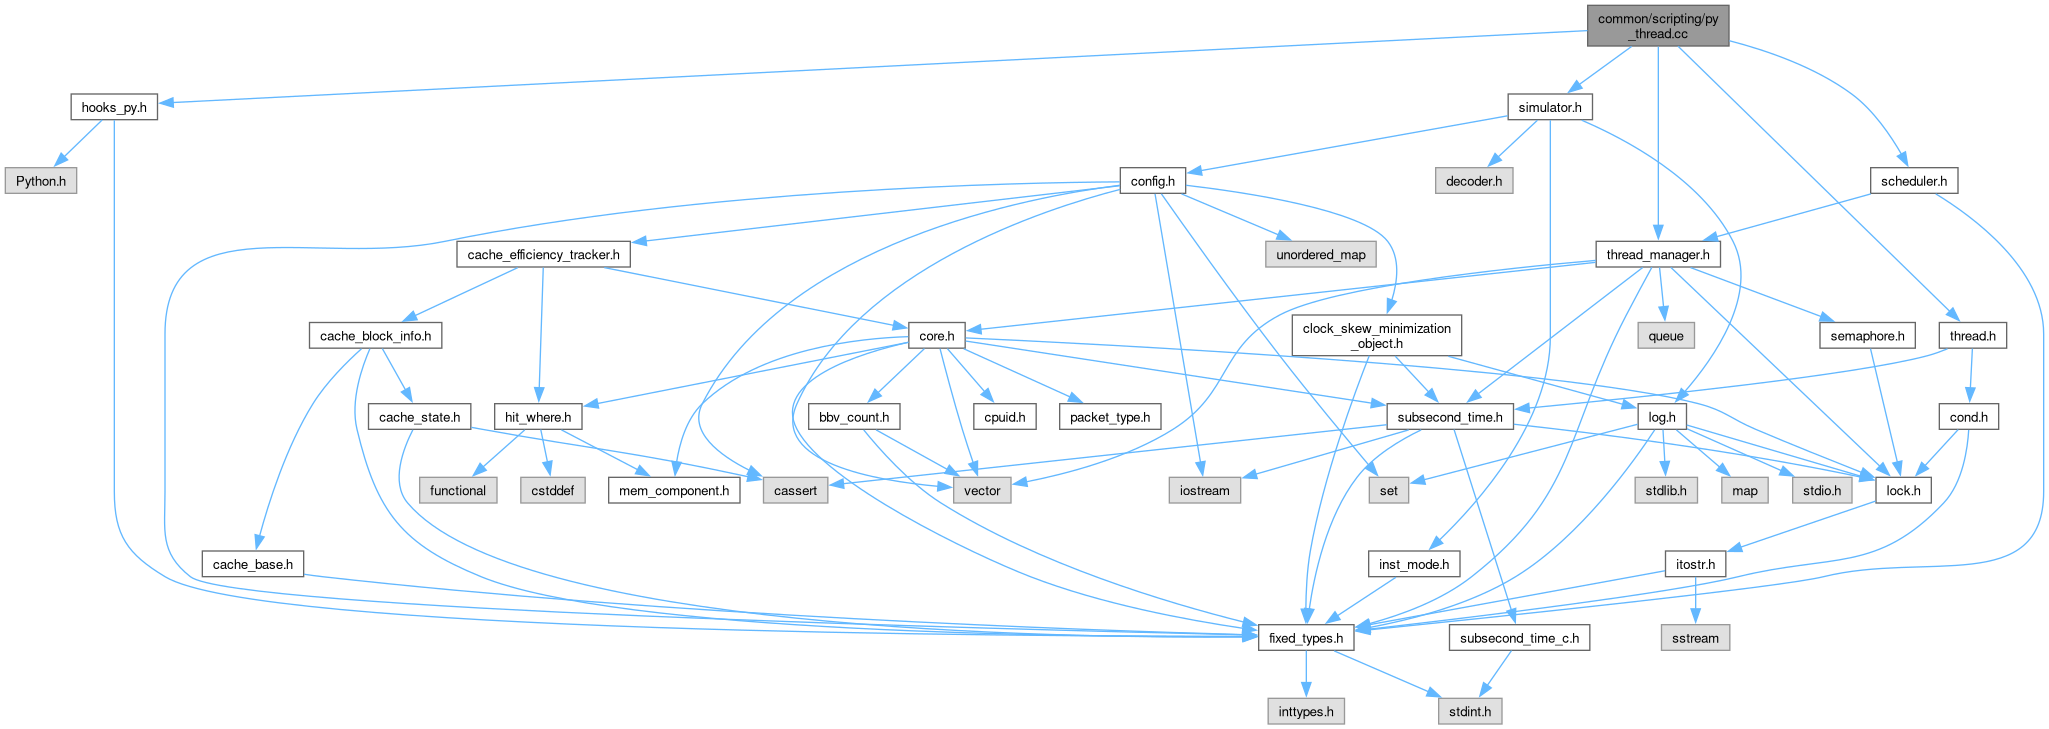 common/scripting/py
_thread.cc
hooks_py.h
simulator.h
Python.h
config.h
decoder.h
scheduler.h
cache_efficiency_tracker.h
unordered_map
thread_manager.h
cache_block_info.h
core.h
clock_skew_minimization
_object.h
queue
semaphore.h
thread.h
cache_state.h
hit_where.h
bbv_count.h
cpuid.h
packet_type.h
subsecond_time.h
log.h
cond.h
functional
cstddef
mem_component.h
cassert
vector
iostream
set
stdlib.h
map
stdio.h
lock.h
cache_base.h
inst_mode.h
itostr.h
fixed_types.h
subsecond_time_c.h
sstream
inttypes.h
stdint.h